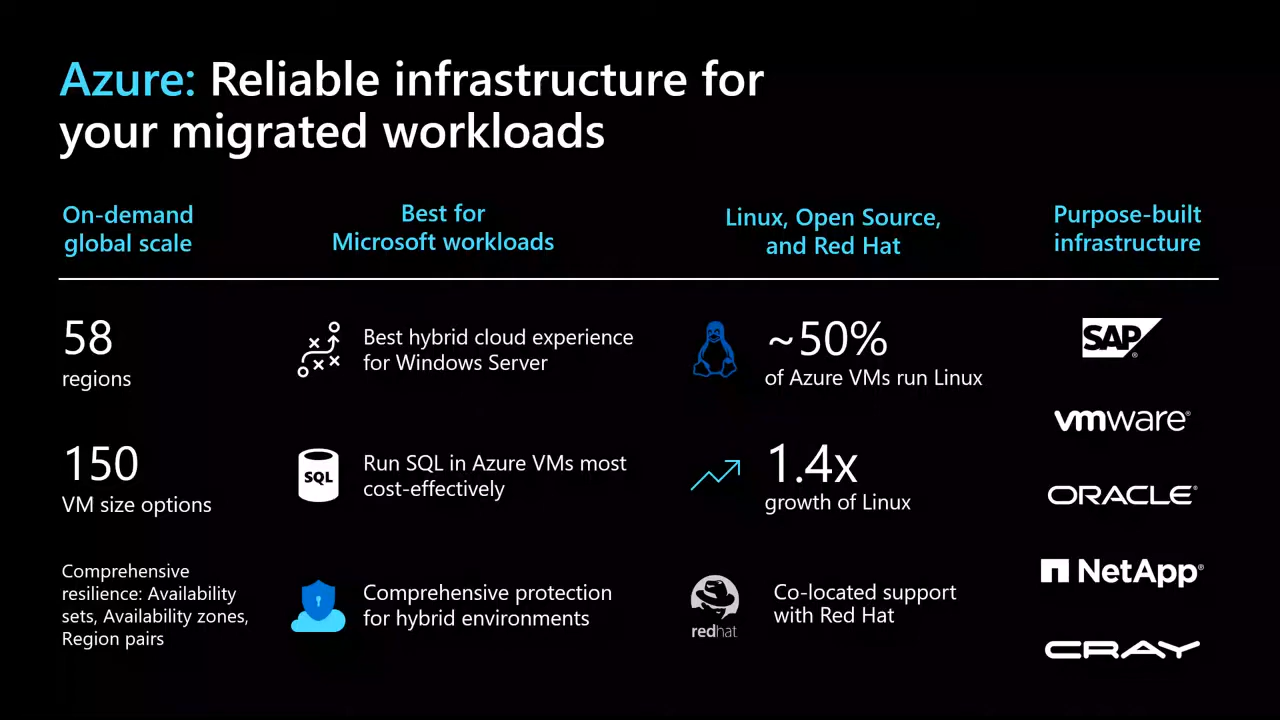 Azure: Reliable infrastructure for
your migrated workloads
On-demand
global scale
Best for
Microsoft workloads
Linux, Open Source,
and Red Hat
Purpose-built
infrastructure
58
regions
150
VM size options
Comprehensive
resilience: Availability
sets, Availability zones,
Region pairs
Best hybrid cloud experience
for Windows Server
SQL
Run SQL in Azure VMs most
cost-effectively
Comprehensive protection
for hybrid environments
~50%
of Azure VMs run Linux
1.4x
growth of Linux
redhat
Co-located support
with Red Hat
SAP®
vmware®
ORACLE®
NetApp®
CRAY